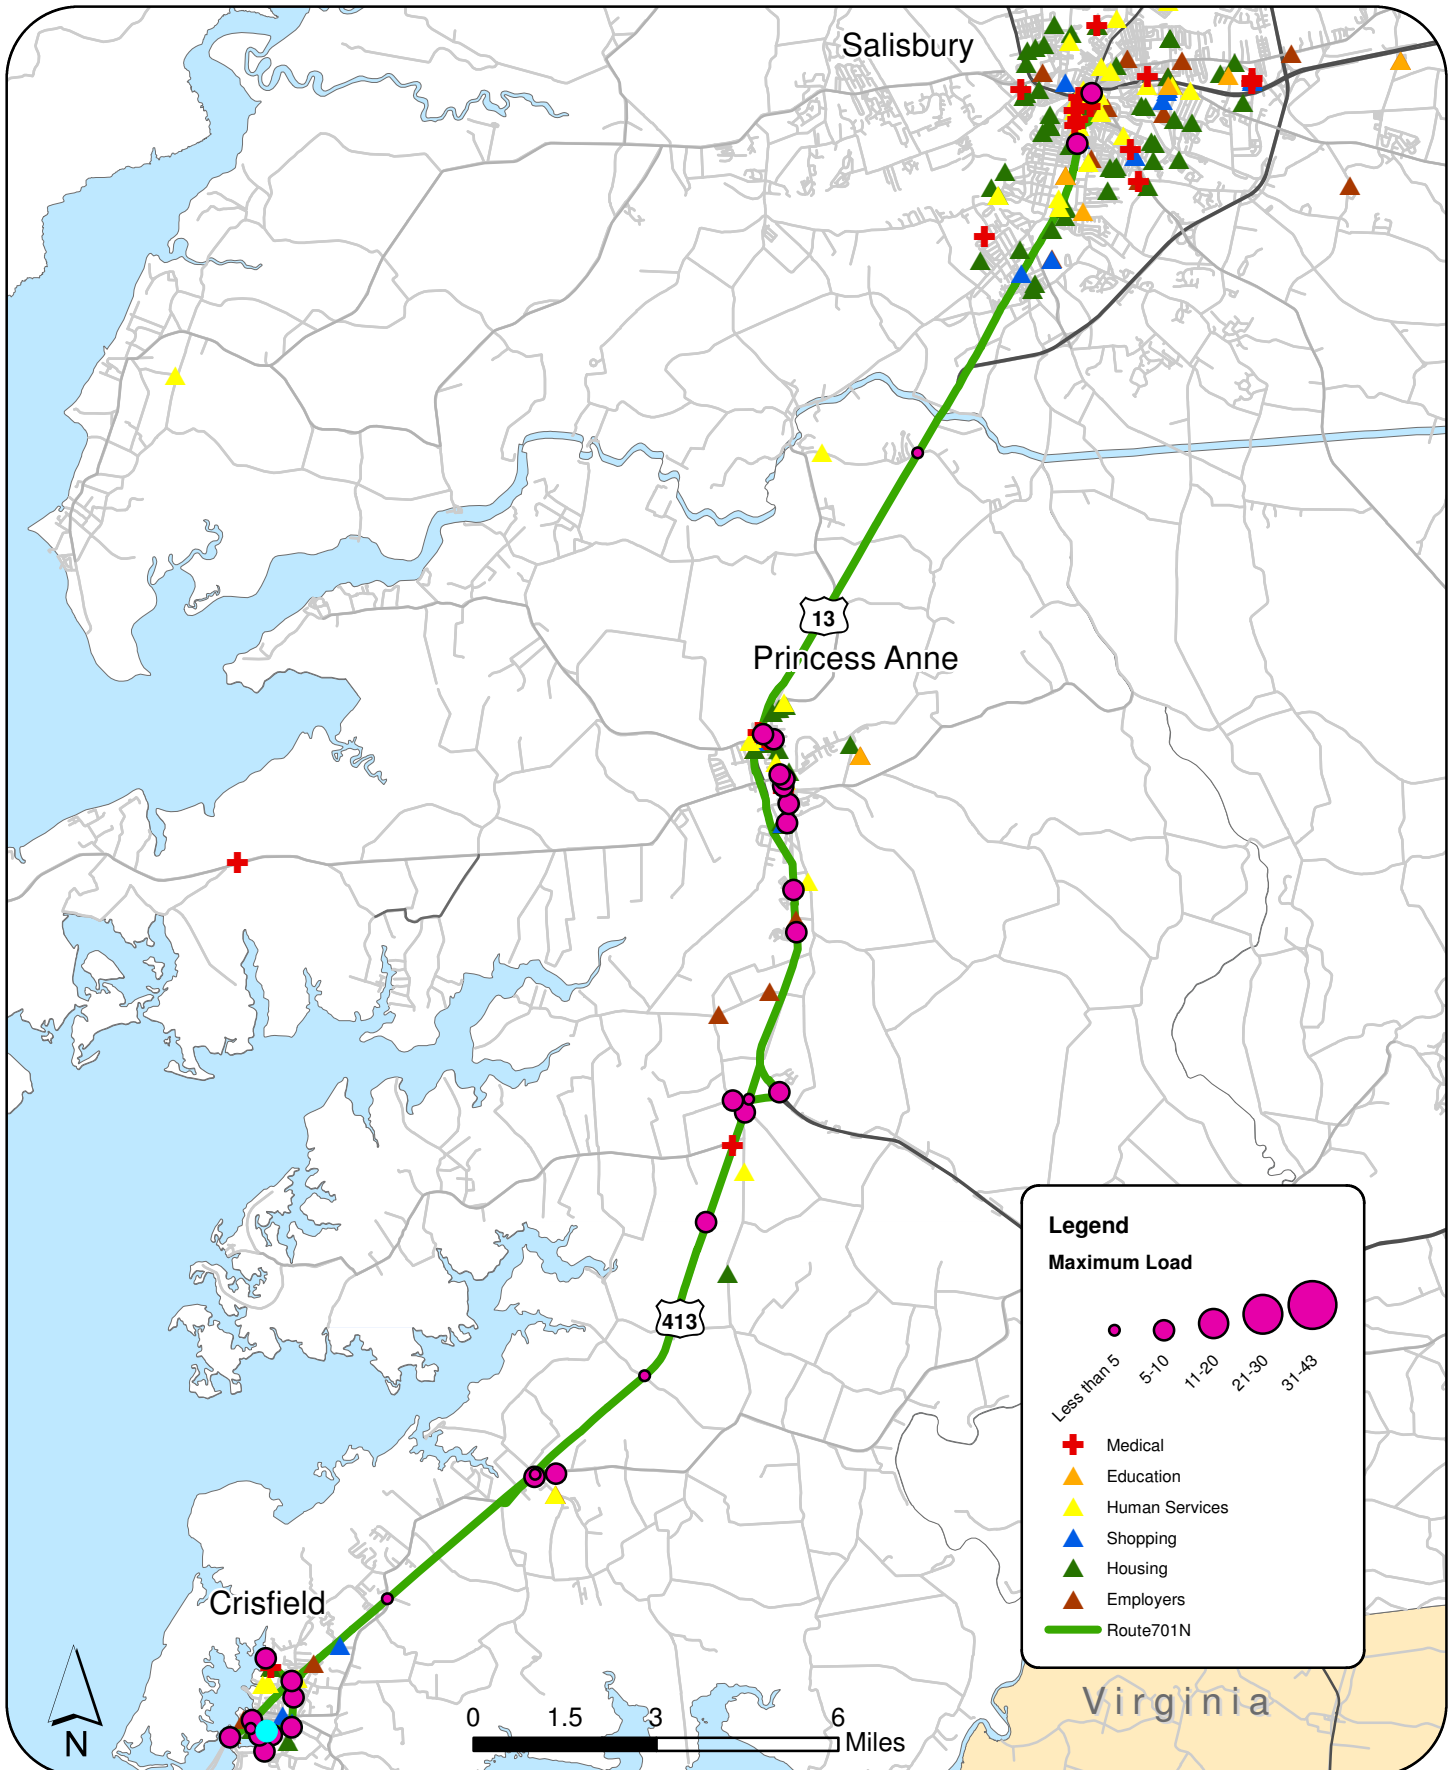 Salisbury
13
Princess Anne
413
Crisfield
N
0 1.5 3 6
Miles
Legend
Maximum Load
Less than 5
5-10
11-20
21-30
31-43
Medical
Education
Human Services
Shopping
Housing
Employers
Route701N
Virginia